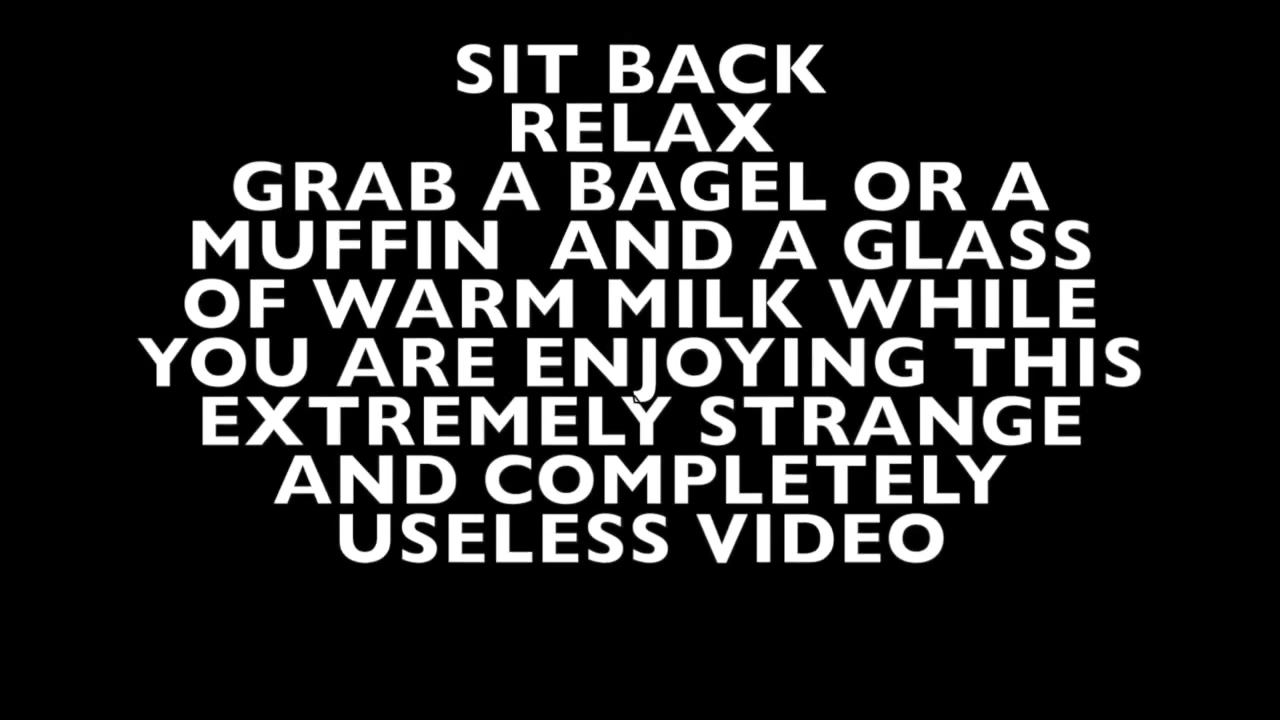 SIT BACK
RELAX
GRAB A BAGEL OR A
MUFFIN  AND A GLASS
OF WARM MILK WHILE
YOU ARE ENJOYING THIS
EXTREMELY STRANGE
AND COMPLETELY
USELESS VIDEO